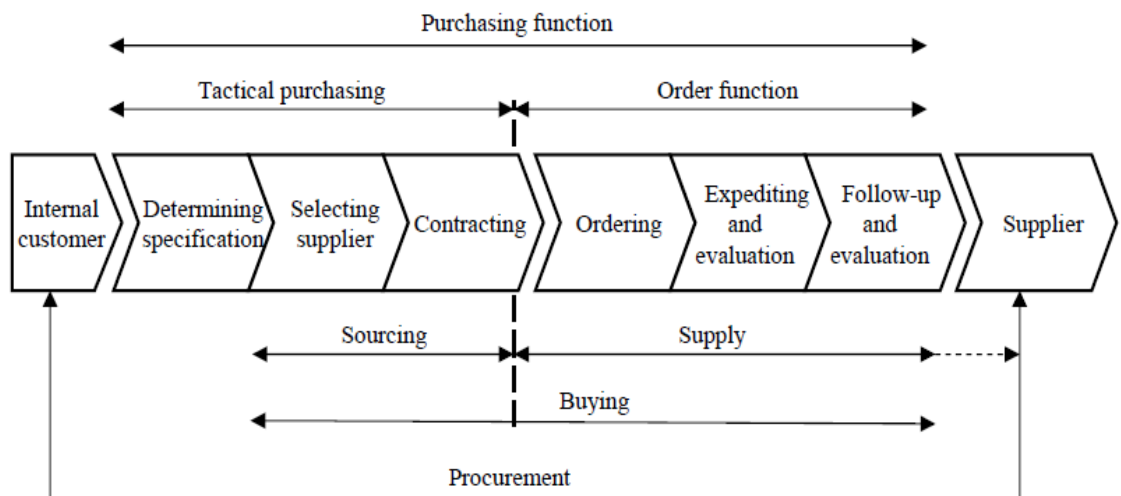 Purchasing function
Tactical purchasing
Order function
Internal
customer
Determining
specification
Selecting
supplier
Contracting
Ordering
Expediting
and
evaluation
Follow-up
and
evaluation
Supplier
Sourcing
Supply
Buying
Procurement